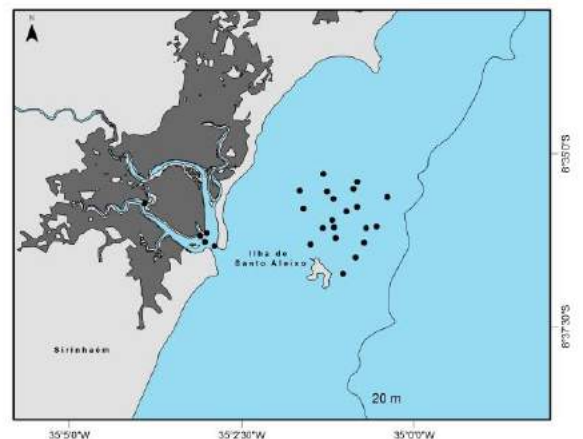 N
8°35'0"S
Ilha de
Santo Aleixo
8°37'30"S
Sirinhaém
20 m
35°5'0"W
35°2'30"W
35°0'0"W